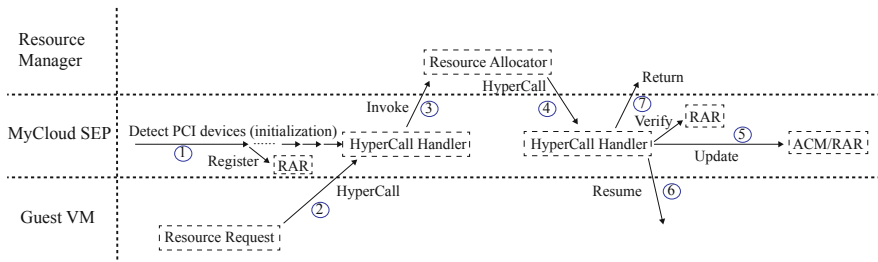 Resource
Manager
Resource Allocator
HyperCall
Return
Invoke
3
4
7
MyCloud SEP
Detect PCI devices (initialization)
1
Register
RAR
HyperCall Handler
HyperCall Handler
Verify
RAR
5
Update
ACM/RAR
HyperCall
2
Resume
6
Guest VM
Resource Request